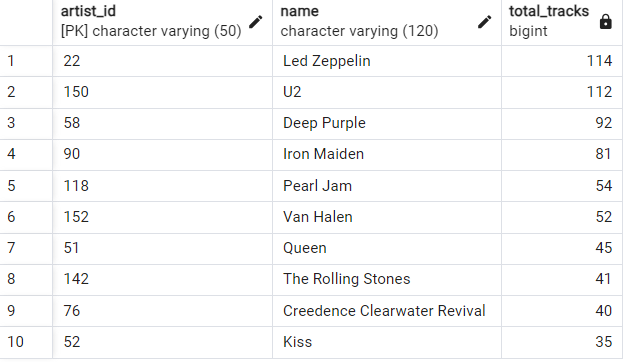 artist_id name total_tracks
[PK] character varying (50) character varying (120) bigint
1 22 Led Zeppelin 114
2 150 U2 112
3 58 Deep Purple 92
4 90 Iron Maiden 81
5 118 Pearl Jam 54
6 152 Van Halen 52
7 51 Queen 45
8 142 The Rolling Stones 41
9 76 Creedence Clearwater Revival 40
10 52 Kiss 35